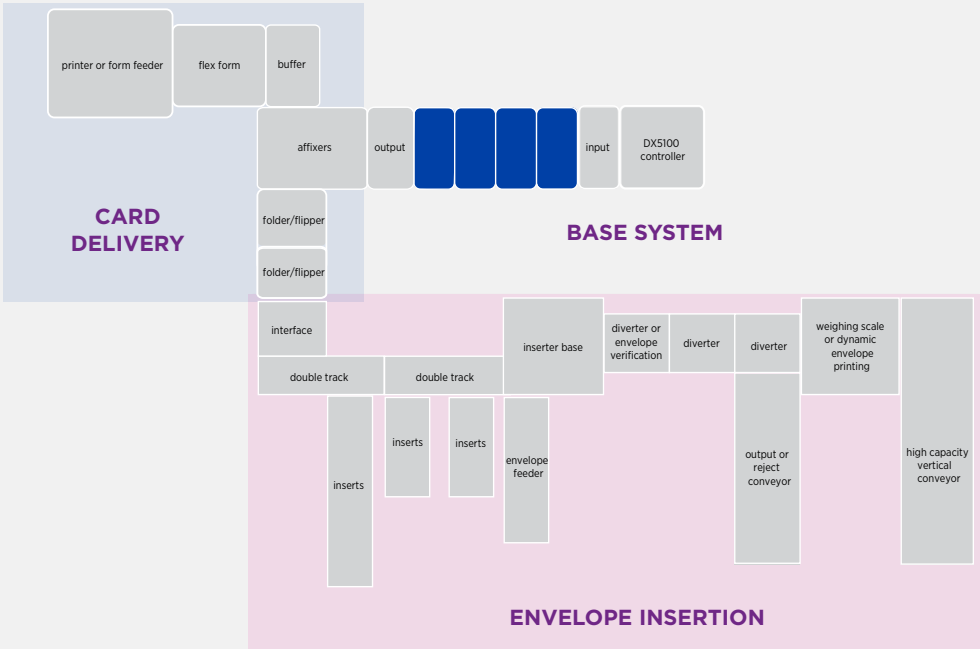 printer or form feeder
flex form
buffer
affixers
output
input
DX5100
controller
CARD
DELIVERY
folder/flipper
folder/flipper
BASE SYSTEM
interface
double track
double track
inserter base
diverter or
envelope
verification
diverter
diverter
weighing scale
or dynamic
envelope
printing
inserts
inserts
inserts
envelope
feeder
output or
reject
conveyor
high capacity
vertical
conveyor
ENVELOPE INSERTION